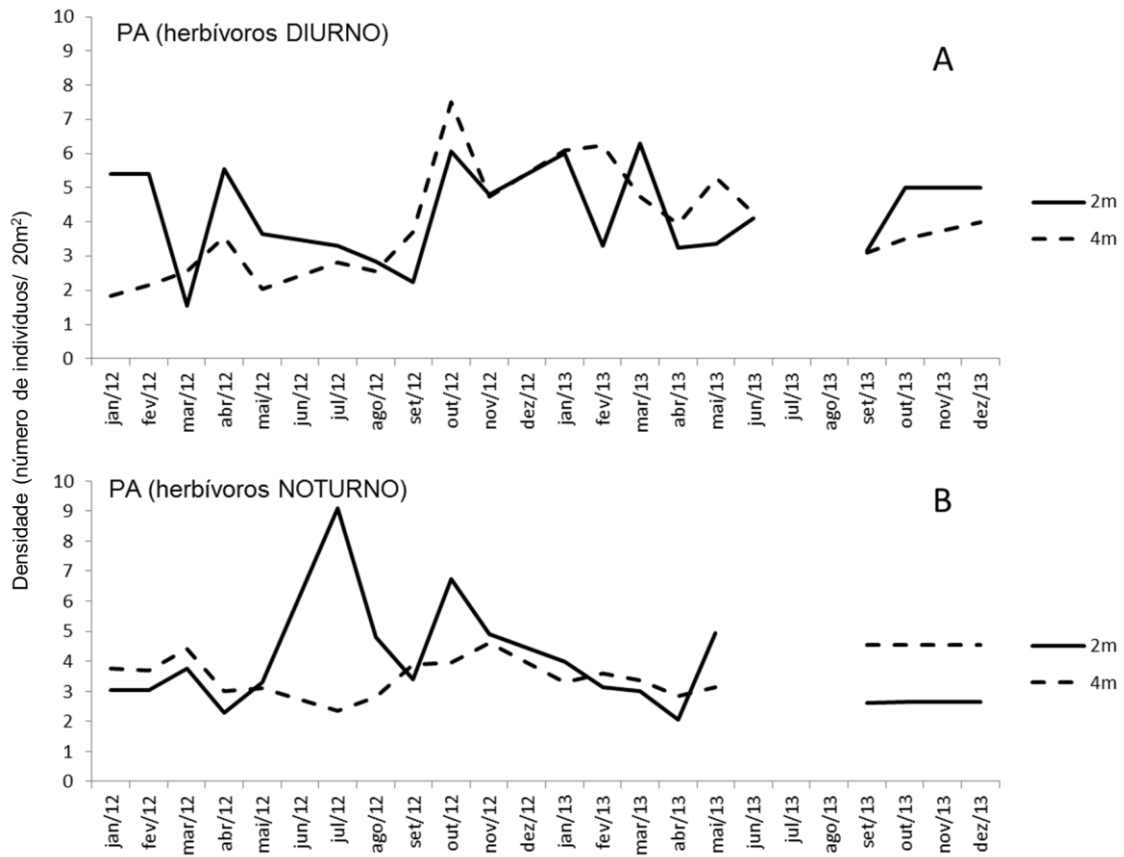 Densidade (número de indivíduos/ 20m²)
PA (herbívoros DIURNO)
A
10
9
8
7
6
5
4
3
2
1
0
jan/12
fev/12
mar/12
abr/12
mai/12
jun/12
jul/12
ago/12
set/12
out/12
nov/12
dez/12
jan/13
fev/13
mar/13
abr/13
mai/13
jun/13
jul/13
ago/13
set/13
out/13
nov/13
dez/13
2m
4m
PA (herbívoros NOTURNO)
B
10
9
8
7
6
5
4
3
2
1
0
jan/12
fev/12
mar/12
abr/12
mai/12
jun/12
jul/12
ago/12
set/12
out/12
nov/12
dez/12
jan/13
fev/13
mar/13
abr/13
mai/13
jun/13
jul/13
ago/13
set/13
out/13
nov/13
dez/13
2m
4m